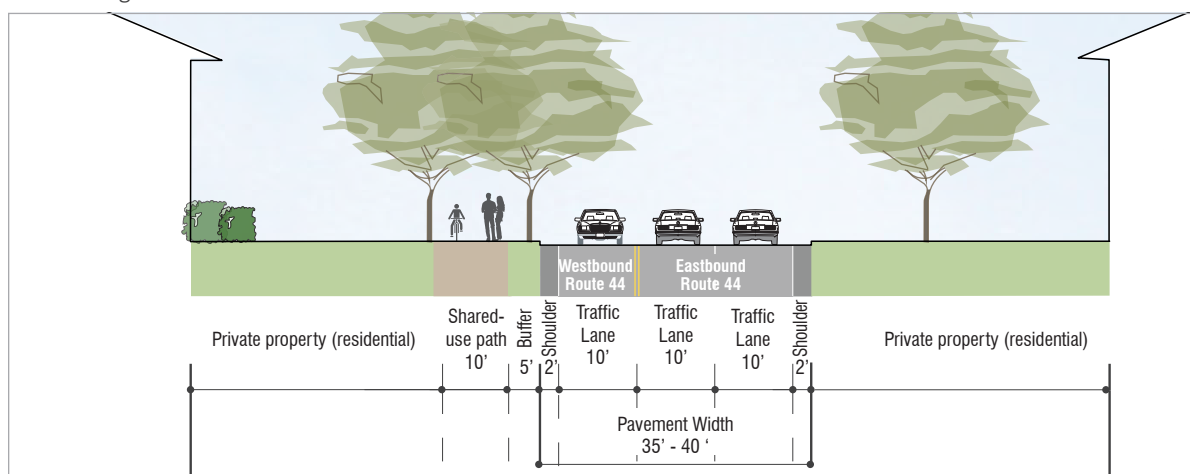 Westbound
Route 44
Eastbound
Route 44
Private property (residential)
Shared-
use path
10’
Buffer
5’
Shoulder
2’
Traffic
Lane
10’
Traffic
Lane
10’
Traffic
Lane
10’
Shoulder
2’
Private property (residential)
Pavement Width
35’ - 40 ‘